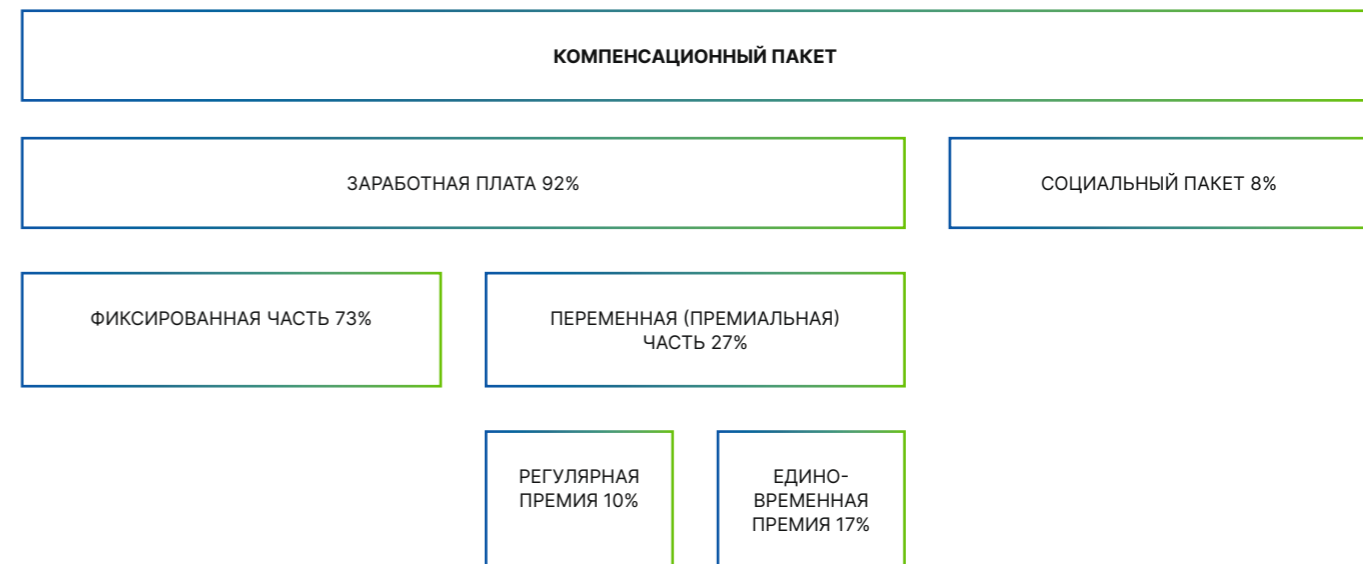 КОМПЕНСАЦИОННЫЙ ПАКЕТ
ЗАРАБОТНАЯ ПЛАТА 92%
СОЦИАЛЬНЫЙ ПАКЕТ 8%
ФИКСИРОВАННАЯ ЧАСТЬ 73%
ПЕРЕМЕННАЯ (ПРЕМИАЛЬНАЯ)
ЧАСТЬ 27%
РЕГУЛЯРНАЯ
ПРЕМИЯ 10%
ЕДИНО-
ВРЕМЕННАЯ
ПРЕМИЯ 17%